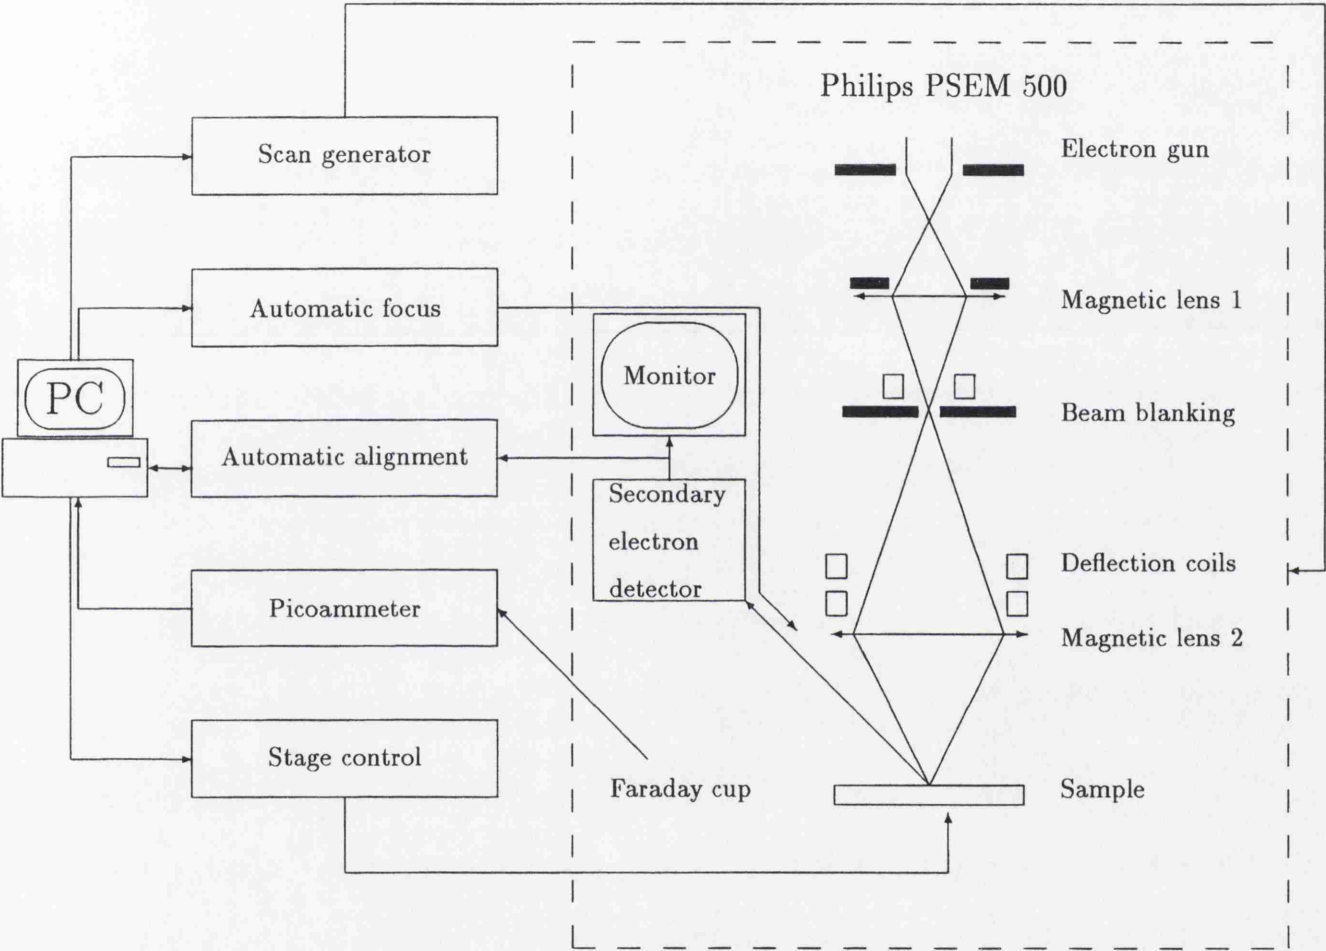 Philips PSEM 500
Scan generator
Electron gun
Automatic focus
Magnetic lens 1
PC
Monitor
Beam blanking
Automatic alignment
Secondary
electron
detector
Deflection coils
Picoammeter
Magnetic lens 2
Stage control
Faraday cup
Sample